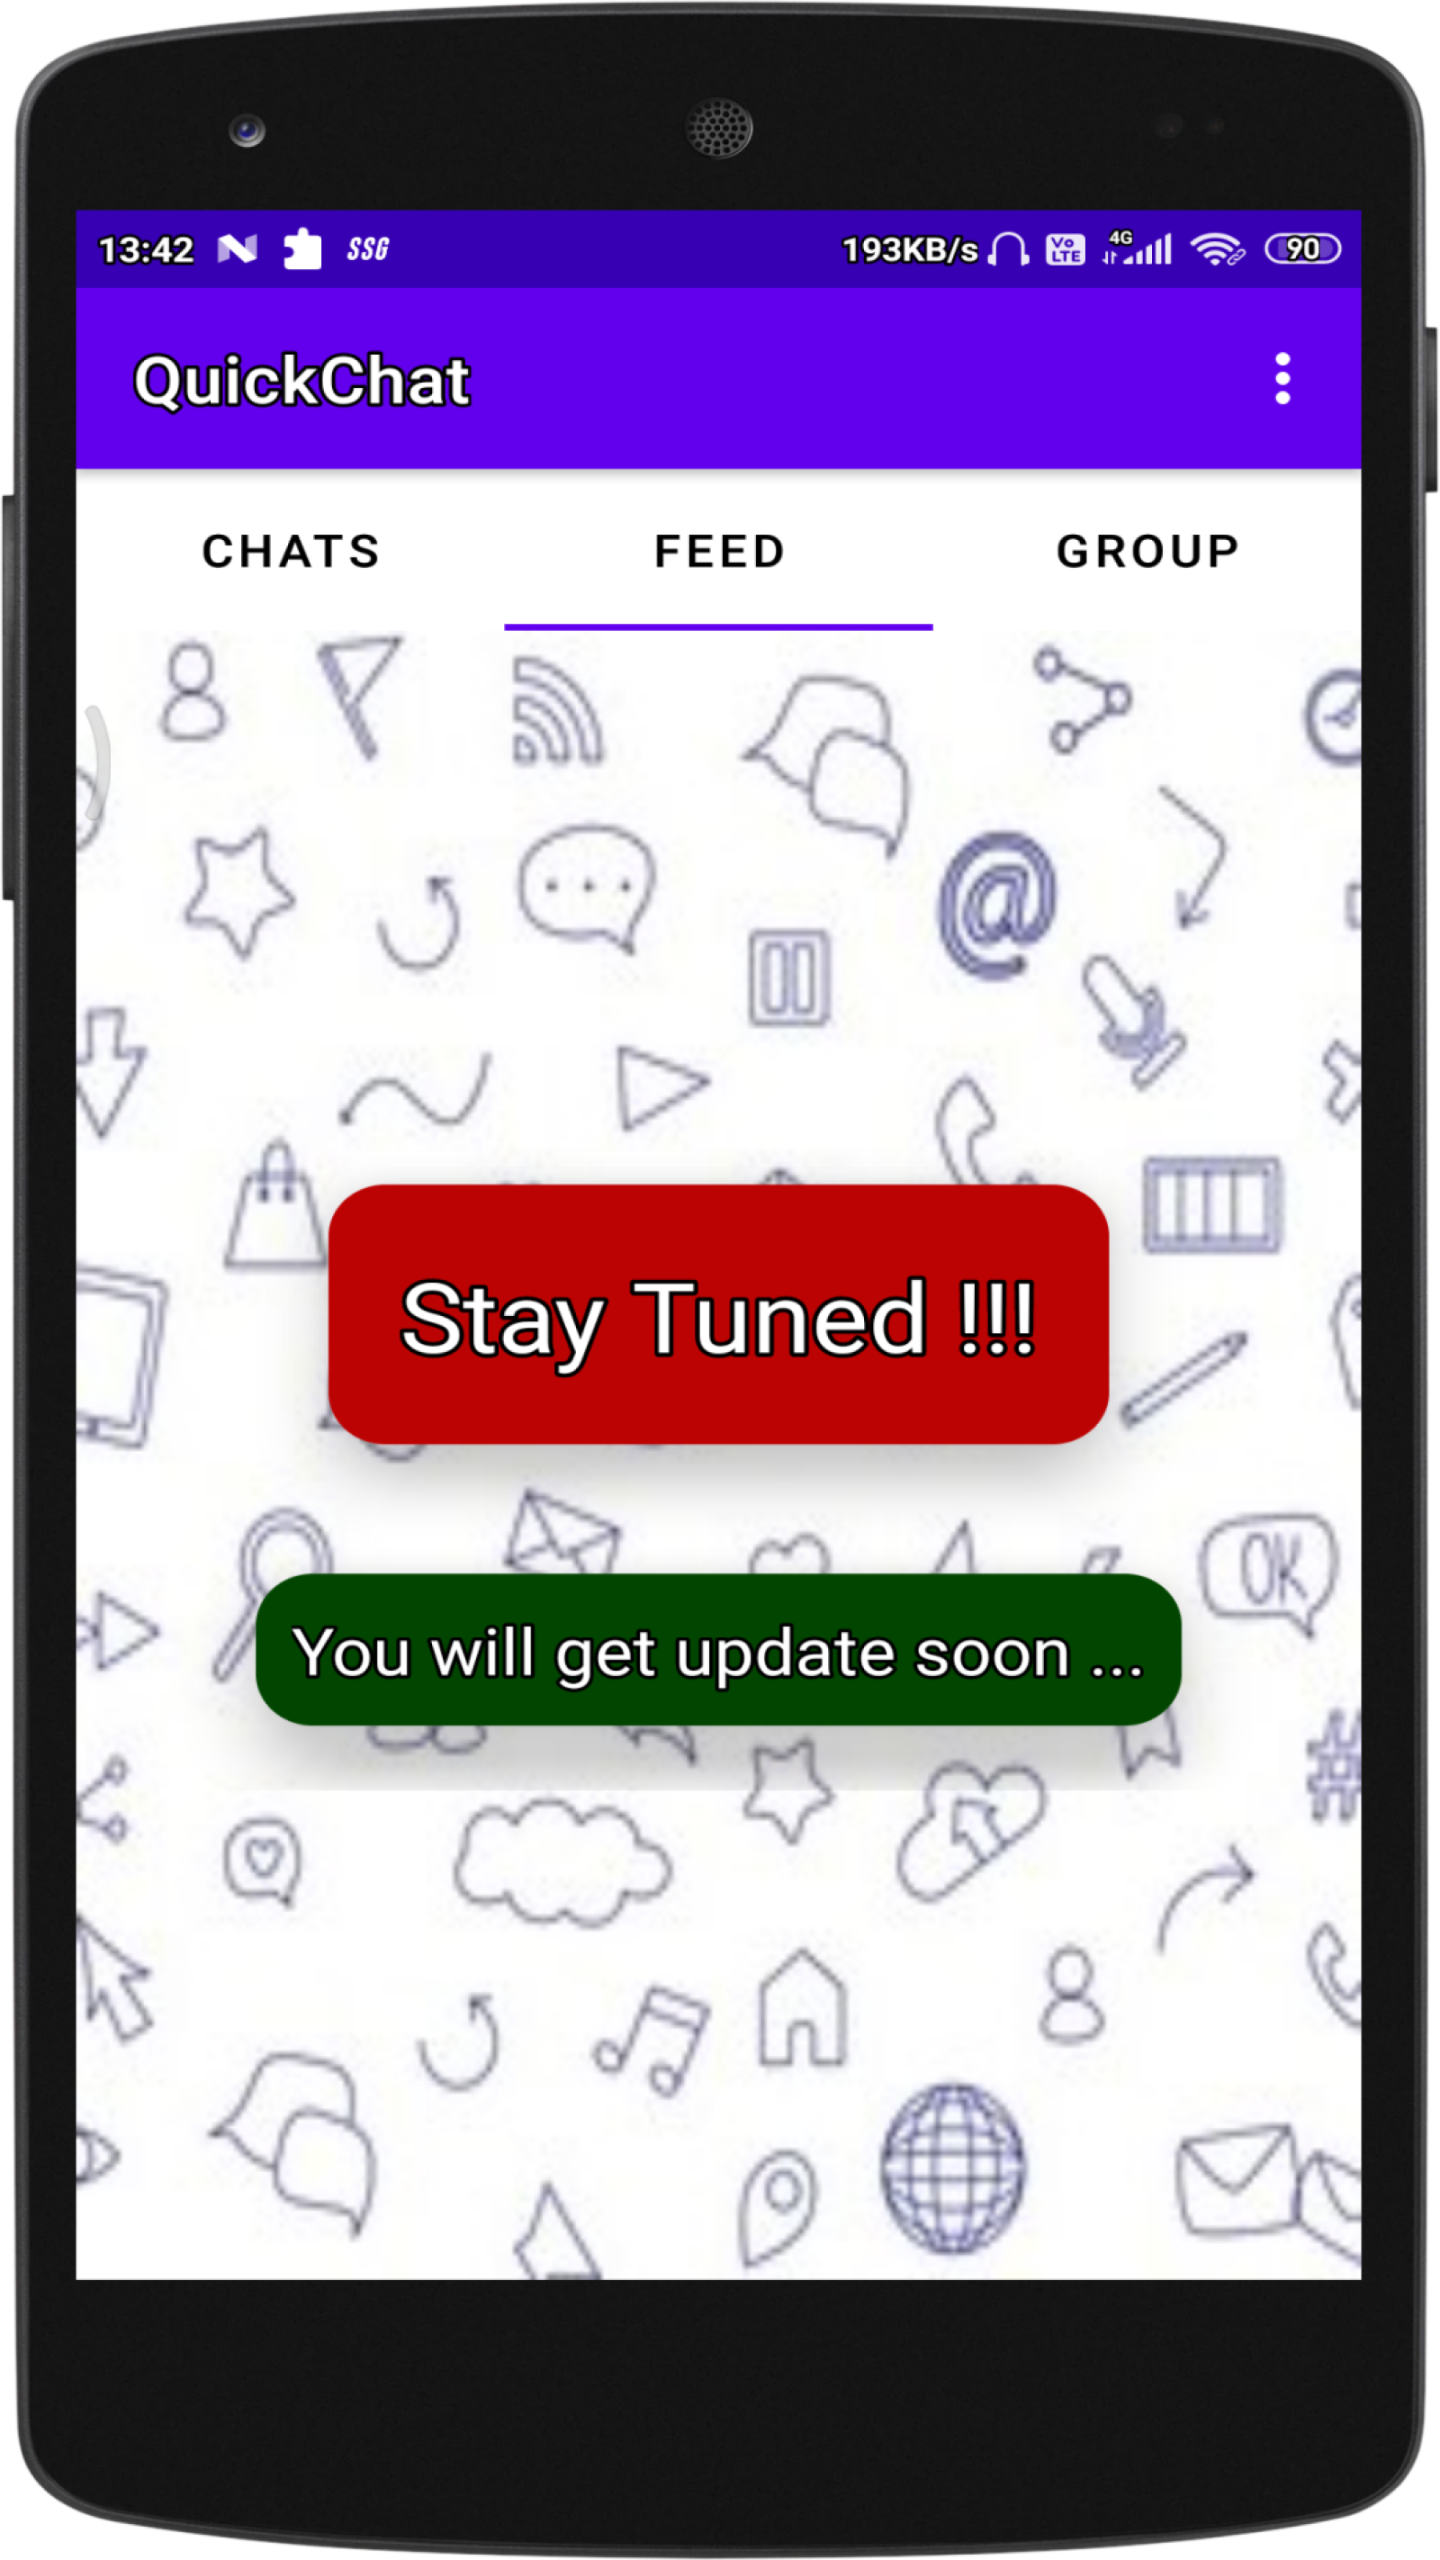 13:42 SSG 193KB/s Vo LTE 4G 90
QuickChat
CHATS FEED GROUP
@
Stay Tuned !!!
OK
You will get update soon ...
#